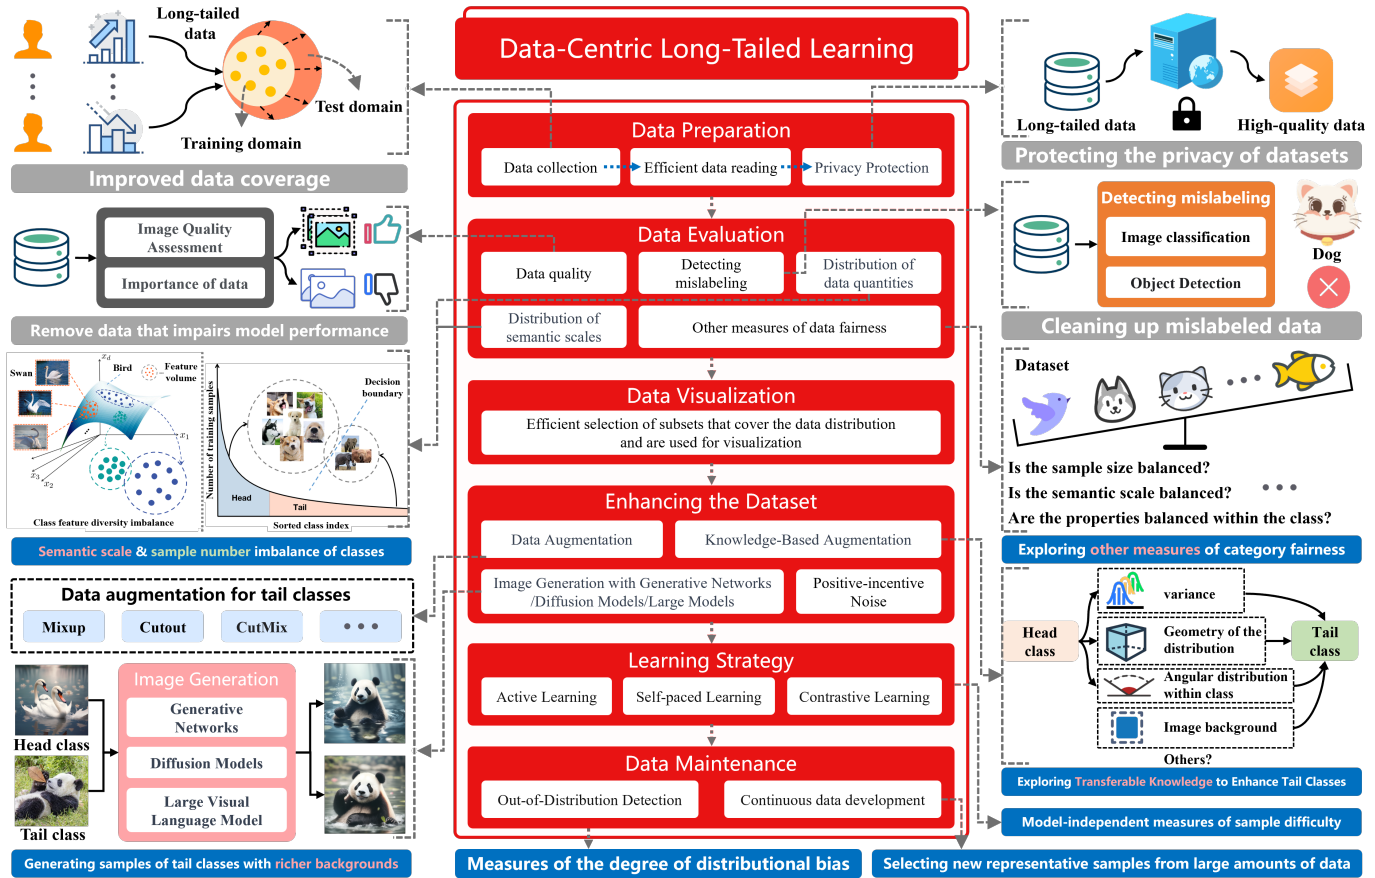 Data-Centric Long-Tailed Learning
Long-tailed
data
Test domain
Training domain
Improved data coverage
Image Quality
Assessment
Importance of data
Remove data that impairs model performance
Swan
Bird
Feature
volume
x_d
x_1
x_3
x_2
Class feature diversity imbalance
Number of training samples
Decision
boundary
Head
Tail
Sorted class index
Semantic scale & sample number imbalance of classes
Data augmentation for tail classes
Mixup
Cutout
CutMix
Head class
Tail class
Image Generation
Generative
Networks
Diffusion Models
Large Visual
Language Model
Generating samples of tail classes with richer backgrounds
Data Preparation
Data collection
Efficient data reading
Privacy Protection
Data Evaluation
Data quality
Detecting
mislabeling
Distribution of
data quantities
Distribution of
semantic scales
Other measures of data fairness
Data Visualization
Efficient selection of subsets that cover the data distribution
and are used for visualization
Enhancing the Dataset
Data Augmentation
Knowledge-Based Augmentation
Image Generation with Generative Networks
/Diffusion Models/Large Models
Positive-incentive
Noise
Learning Strategy
Active Learning
Self-paced Learning
Contrastive Learning
Data Maintenance
Out-of-Distribution Detection
Continuous data development
Measures of the degree of distributional bias
Long-tailed data
High-quality data
Protecting the privacy of datasets
Detecting mislabeling
Image classification
Object Detection
Dog
Cleaning up mislabeled data
Dataset
Is the sample size balanced?
Is the semantic scale balanced?
Are the properties balanced within the class?
Exploring other measures of category fairness
Head
class
variance
Geometry of the
distribution
Angular distribution
within class
Image background
Others?
Tail
class
Exploring Transferable Knowledge to Enhance Tail Classes
Model-independent measures of sample difficulty
Selecting new representative samples from large amounts of data